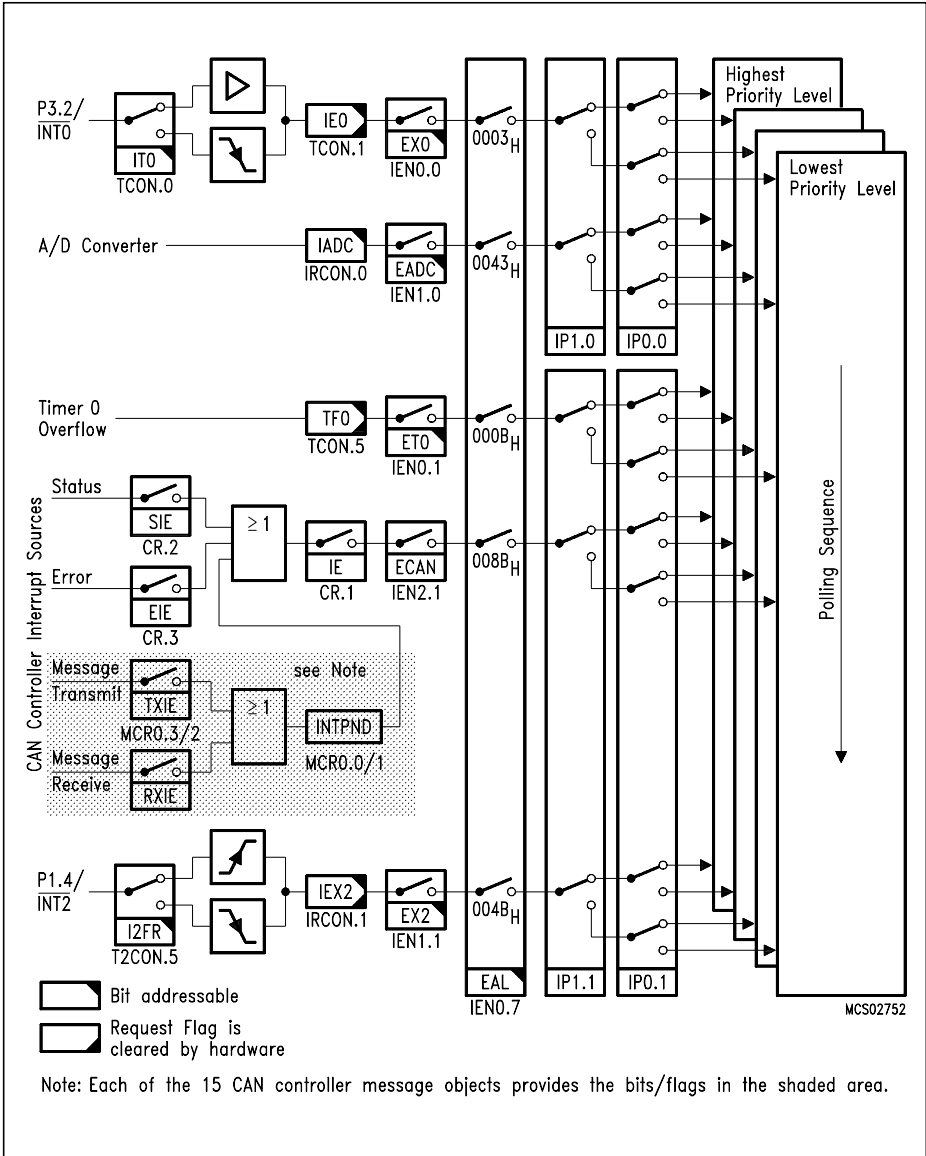 Highest
Priority Level
P3.2/
INT0
IT0
TCON.0
IE0
TCON.1
EX0
IEN0.0
0003H
Lowest
Priority Level
A/D Converter
IADC
IRCON.0
EADC
IEN1.0
0043H
IP1.0
IP0.0
Timer 0
Overflow
TF0
TCON.5
ET0
IEN0.1
000BH
Polling Sequence
CAN Controller Interrupt Sources
Status
SIE
CR.2
≥1
IE
CR.1
ECAN
IEN2.1
008BH
Error
EIE
CR.3
see Note
Message
Transmit
TXIE
MCR0.3/2
≥1
INTPND
MCR0.0/1
Message
Receive
RXIE
P1.4/
INT2
I2FR
T2CON.5
IEX2
IRCON.1
EX2
IEN1.1
004BH
EAL
IEN0.7
IP1.1
IP0.1
MCS02752
Bit addressable
Request Flag is
cleared by hardware
Note: Each of the 15 CAN controller message objects provides the bits/flags in the shaded area.